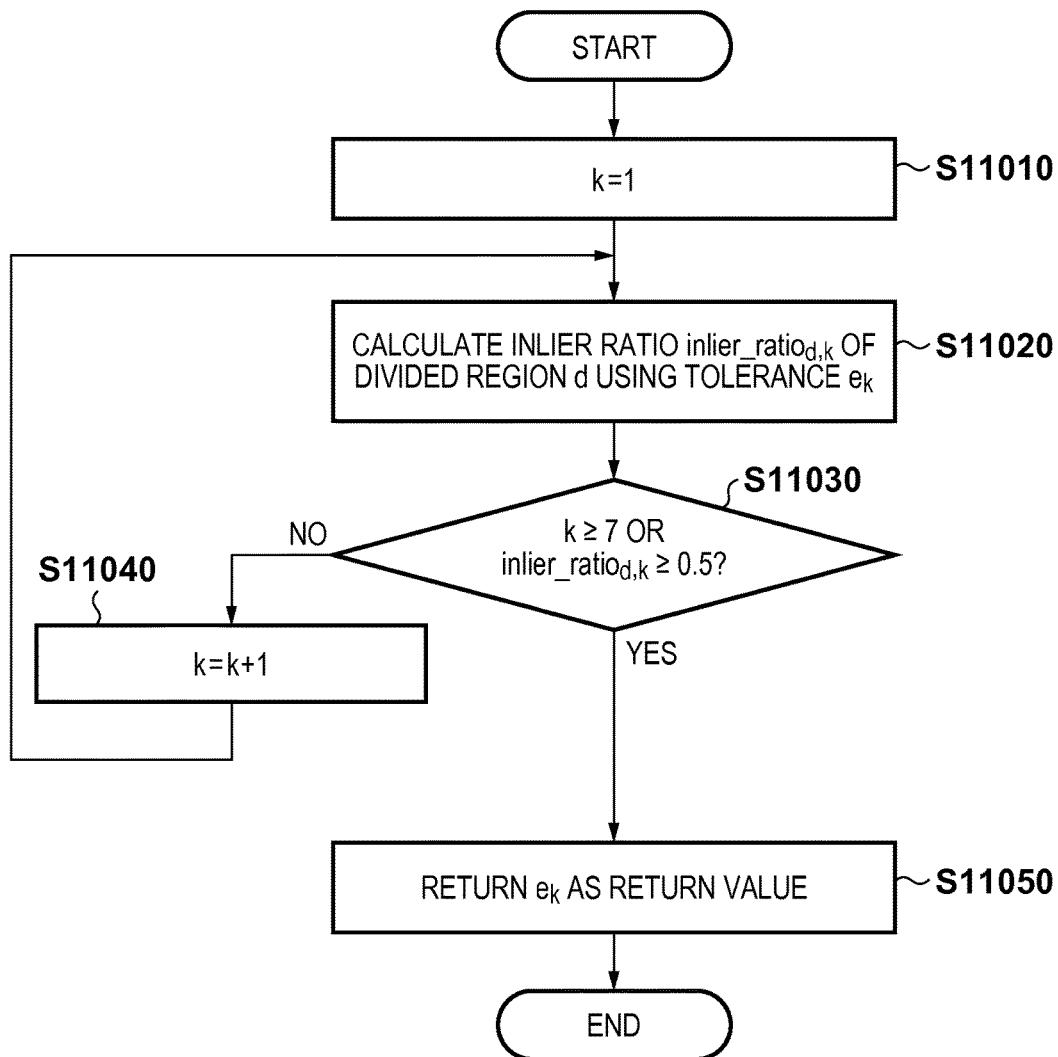 START
k=1
S11010
CALCULATE INLIER RATIO inlier_ratiod,k OF
DIVIDED REGION d USING TOLERANCE ek
S11020
S11030
k ≥ 7 OR
inlier_ratiod,k ≥ 0.5?
NO
YES
S11040
k=k+1
RETURN ek AS RETURN VALUE
S11050
END